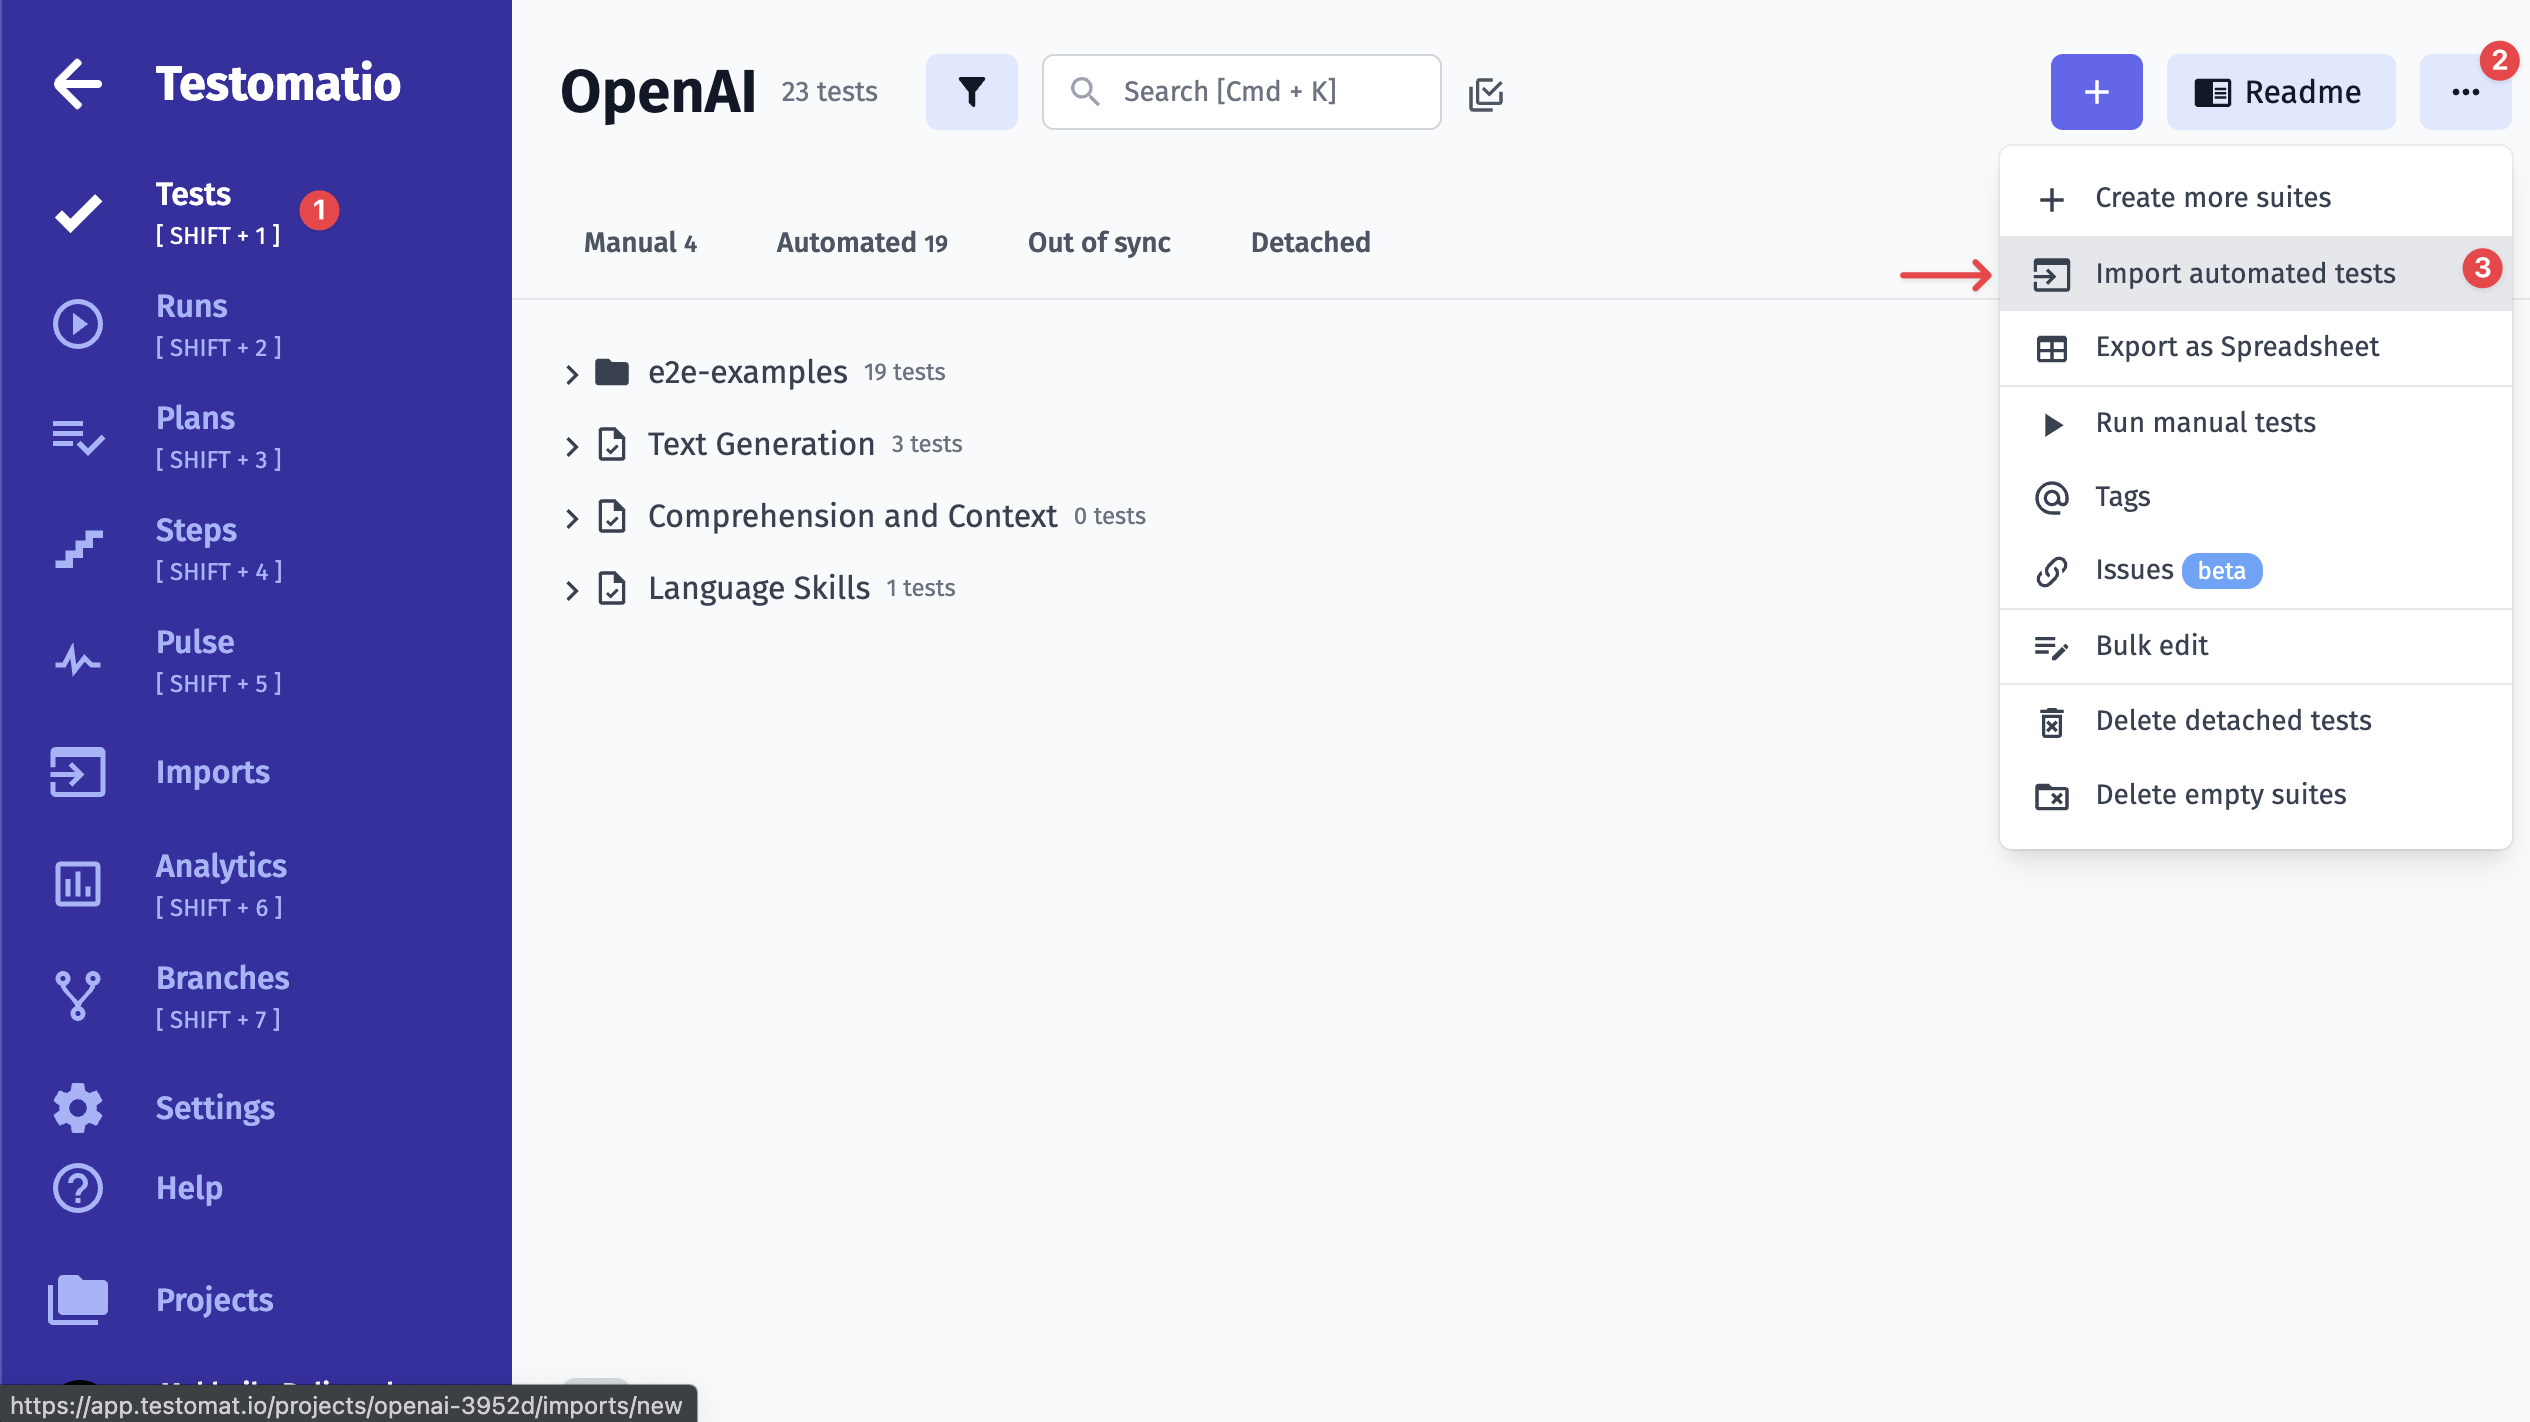 Testomatio
Tests
[ SHIFT + 1 ]
1
Runs
[ SHIFT + 2 ]
Plans
[ SHIFT + 3 ]
Steps
[ SHIFT + 4 ]
Pulse
[ SHIFT + 5 ]
Imports
Analytics
[ SHIFT + 6 ]
Branches
[ SHIFT + 7 ]
Settings
Help
Projects
https://app.testomat.io/projects/openai-3952d/imports/new
OpenAI 23 tests
Search [Cmd + K]
Readme
2
Manual 4 Automated 19 Out of sync Detached
e2e-examples 19 tests
Text Generation 3 tests
Comprehension and Context 0 tests
Language Skills 1 tests
Create more suites
Import automated tests 3
Export as Spreadsheet
Run manual tests
Tags
Issues beta
Bulk edit
Delete detached tests
Delete empty suites